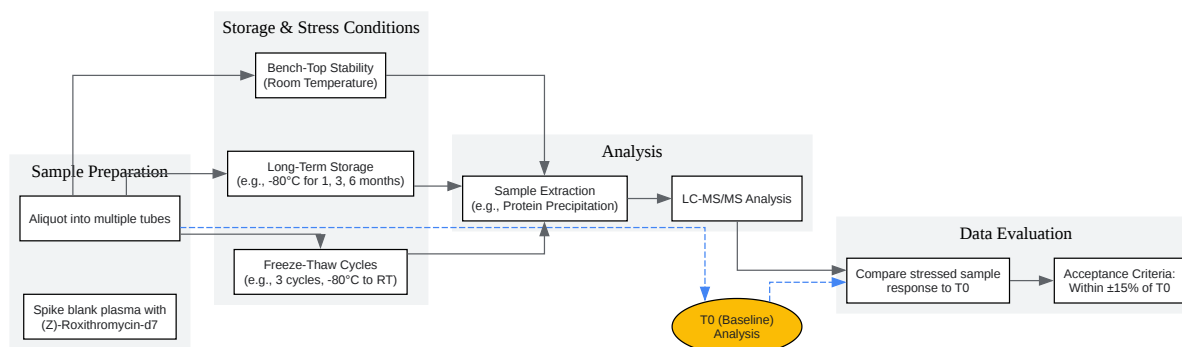 Storage & Stress Conditions
Bench-Top Stability
(Room Temperature)
Long-Term Storage
(e.g., -80°C for 1, 3, 6 months)
Freeze-Thaw Cycles
(e.g., 3 cycles, -80°C to RT)
Sample Preparation
Aliquot into multiple tubes
Spike blank plasma with
(Z)-Roxithromycin-d7
Analysis
Sample Extraction
(e.g., Protein Precipitation)
LC-MS/MS Analysis
T0 (Baseline)
Analysis
Data Evaluation
Compare stressed sample
response to T0
Acceptance Criteria:
Within ±15% of T0